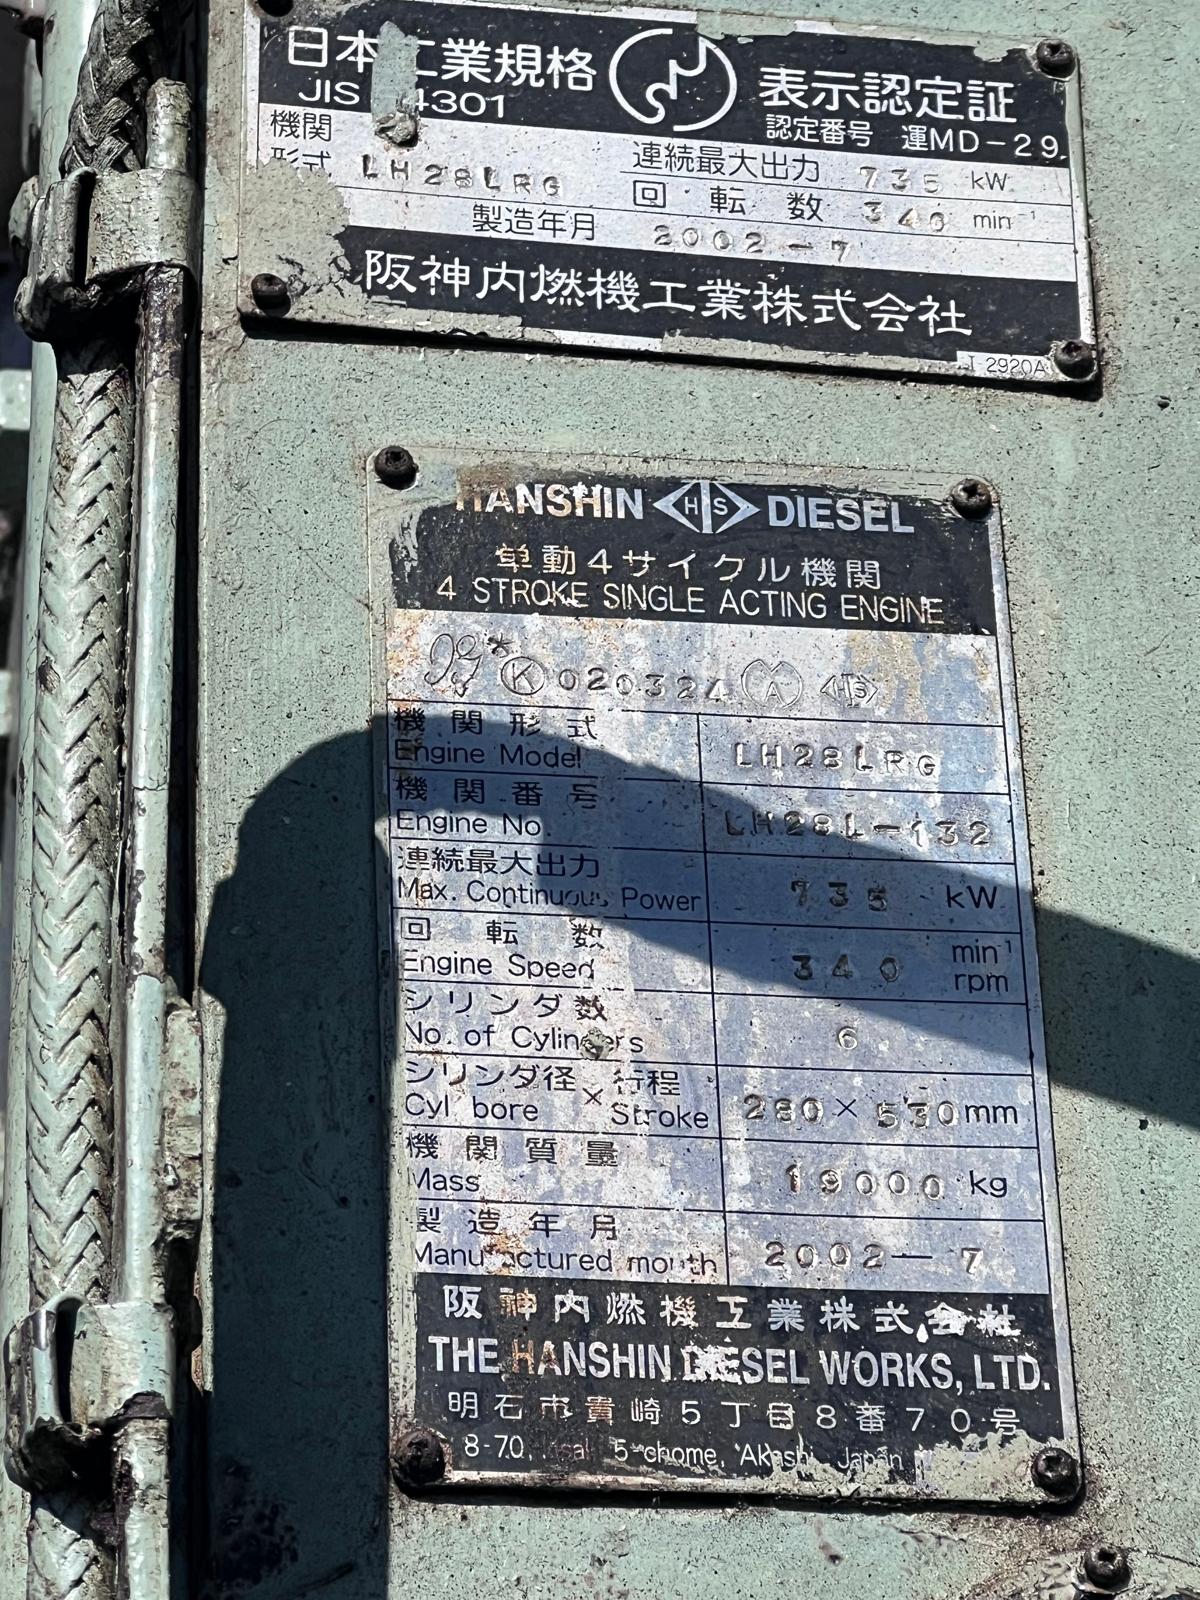 日本工業規格 表示認定証
JIS 4301
認定番号 運MD-29
機関
形式 LH28LRG
連続最大出力 735 kW
回転数 340 min⁻¹
製造年月 2002-7
阪神内燃機工業株式会社
I-2920A
HANSHIN HS DIESEL
単動4サイクル機関
4 STROKE SINGLE ACTING ENGINE
JG* K 020324 MA HS
機関形式
Engine Model LH28LRG
機関番号
Engine No. LH28L-132
連続最大出力
Max. Continuous Power 735 kW
回転数 min⁻¹
Engine Speed 340 rpm
シリンダ数
No. of Cylinders 6
シリンダ径×行程
Cyl bore × Stroke 280×530mm
機関質量
Mass 19000 kg
製造年月
Manufactured month 2002-7
阪神内燃機工業株式会社
THE HANSHIN DIESEL WORKS, LTD.
明石市貴崎5丁目8番70号
8-70, 5-chome, Akashi Japan